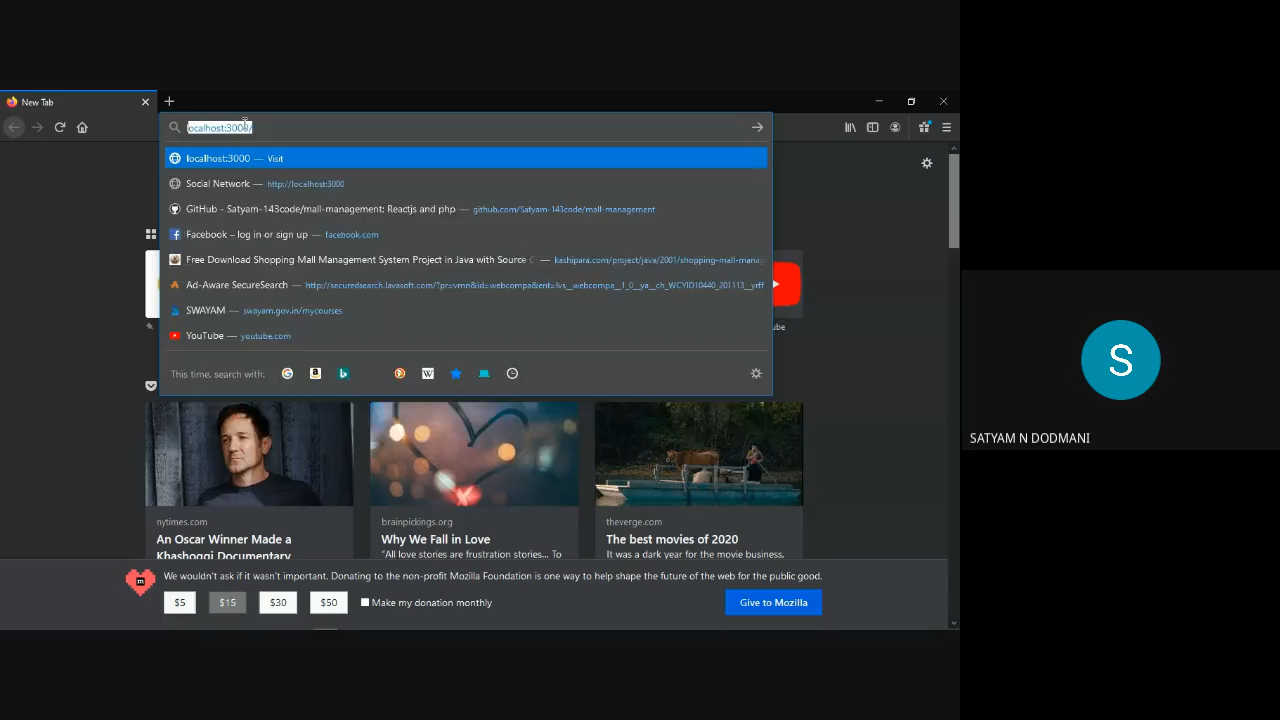 New Tab
localhost:3000/
localhost:3000 — Visit
Social Network — http://localhost:3000
GitHub - Satyam-143code/mall-management: Reactjs and php — github.com/Satyam-143code/mall-management
Facebook – log in or sign up — facebook.com
Free Download Shopping Mall Management System Project in Java with Source — kashipara.com/project/java/2001/shopping-mall-manag
Ad-Aware SecureSearch — http://securedsearch.lavasoft.com/?pr=vmn&id=webcompa&ent=lvs__webcompa__1_0__ya__ch_WCYID10440_201113__yrff
SWAYAM — swayam.gov.in/mycourses
YouTube — youtube.com
ube
This time, search with:
nytimes.com
An Oscar Winner Made a
Khashoggi Documentary
brainpickings.org
Why We Fall in Love
"All love stories are frustration stories... To
theverge.com
The best movies of 2020
It was a dark year for the movie business,
We wouldn't ask if it wasn't important. Donating to the non-profit Mozilla Foundation is one way to help shape the future of the web for the public good.
$5 $15 $30 $50 Make my donation monthly Give to Mozilla
S
SATYAM N DODMANI